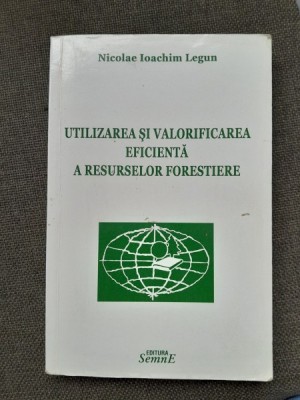 Nicolae Ioachim Legun
UTILIZAREA ȘI VALORIFICAREA
EFICIENTĂ
A RESURSELOR FORESTIERE
EDITURA
SemnE